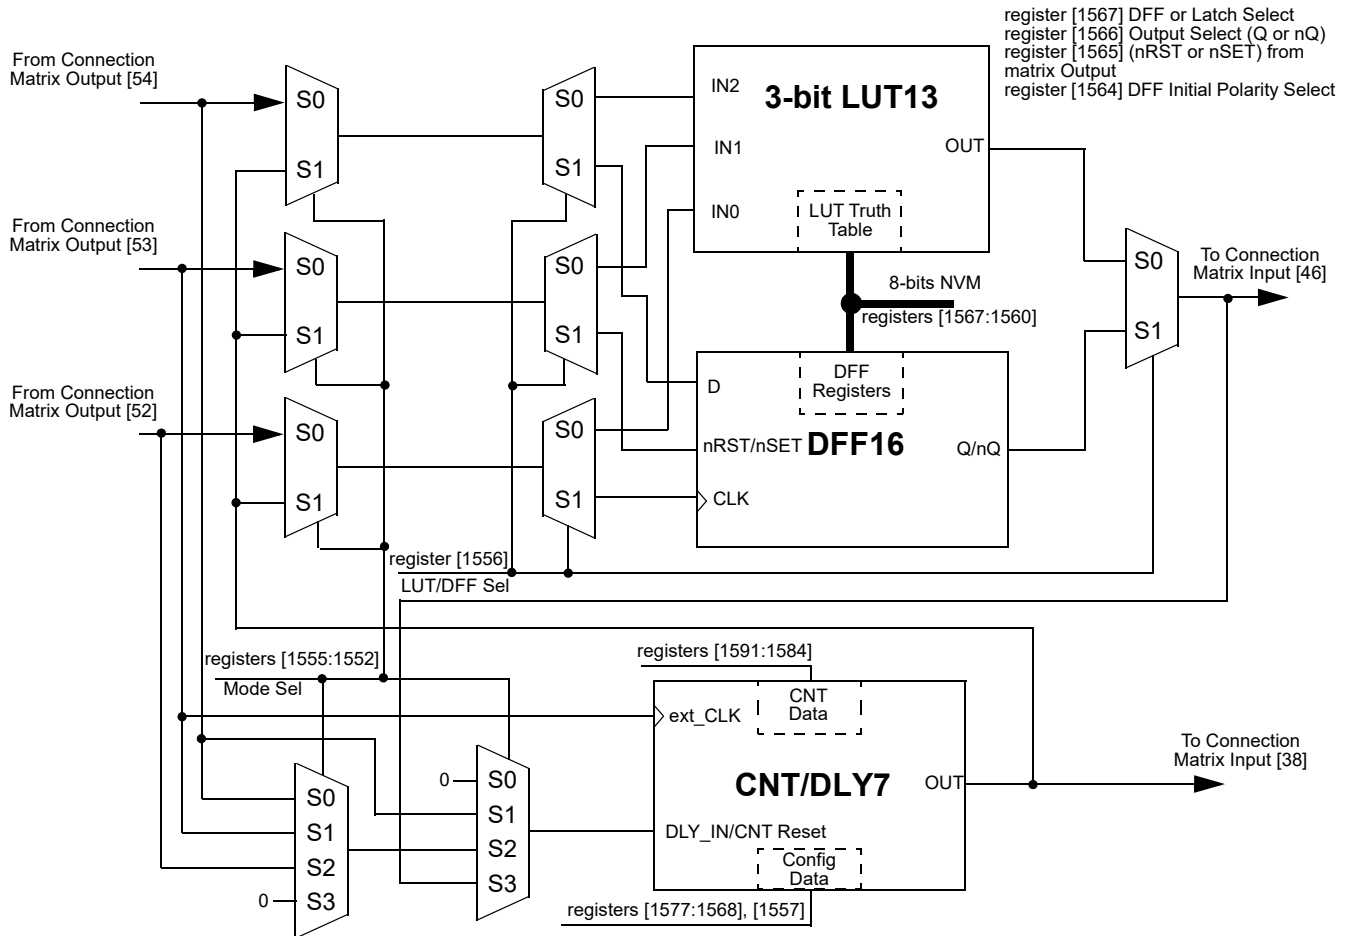 register [1567] DFF or Latch Select
register [1566] Output Select (Q or nQ)
register [1565] (nRST or nSET) from
matrix Output
register [1564] DFF Initial Polarity Select
From Connection
Matrix Output [54]
S0
S1
S0
S1
IN2
3-bit LUT13
IN1
OUT
IN0
LUT Truth
Table
From Connection
Matrix Output [53]
S0
S1
S0
S1
8-bits NVM
registers [1567:1560]
S0
S1
To Connection
Matrix Input [46]
From Connection
Matrix Output [52]
S0
S1
S0
S1
DFF
Registers
D
nRST/nSET
DFF16
Q/nQ
CLK
register [1556]
LUT/DFF Sel
registers [1555:1552]
Mode Sel
registers [1591:1584]
CNT
Data
ext_CLK
CNT/DLY7
OUT
To Connection
Matrix Input [38]
DLY_IN/CNT Reset
Config
Data
registers [1577:1568], [1557]
0
S0
S1
S2
S3
S0
S1
S2
0
S3